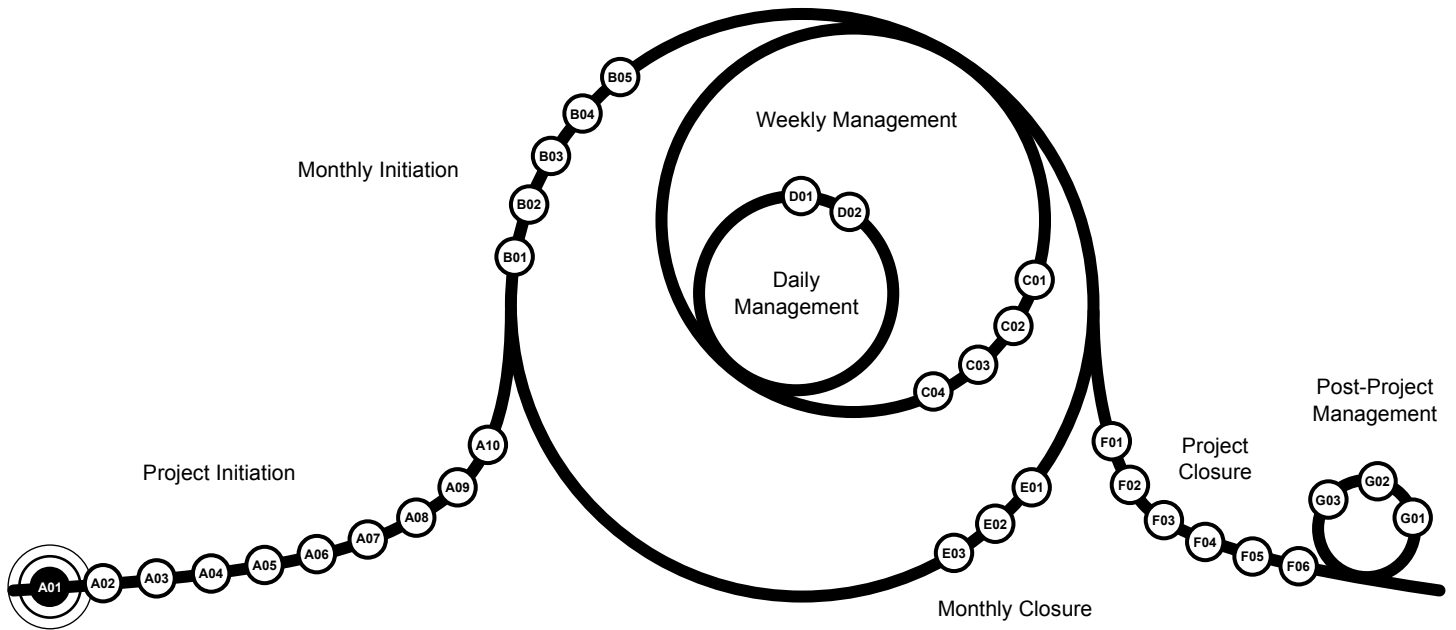 Project Initiation
A01
A02
A03
A04
A05
A06
A07
A08
A09
A10
Monthly Initiation
B01
B02
B03
B04
B05
Weekly Management
C01
C02
C03
C04
Daily
Management
D01
D02
Monthly Closure
E01
E02
E03
Project
Closure
F01
F02
F03
F04
F05
F06
Post-Project
Management
G01
G02
G03